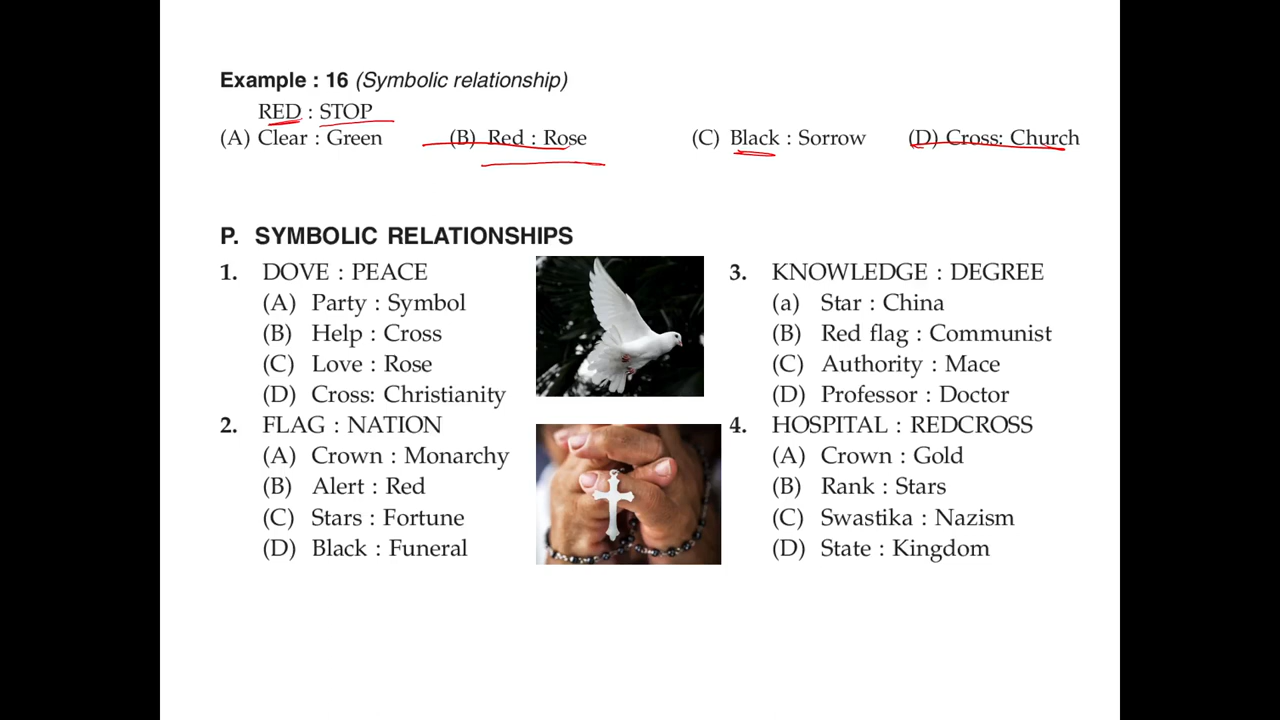 Example : 16 (Symbolic relationship)
RED : STOP
(A) Clear : Green (B) Red : Rose (C) Black : Sorrow (D) Cross: Church
P. SYMBOLIC RELATIONSHIPS
1. DOVE : PEACE
(A) Party : Symbol
(B) Help : Cross
(C) Love : Rose
(D) Cross: Christianity
2. FLAG : NATION
(A) Crown : Monarchy
(B) Alert : Red
(C) Stars : Fortune
(D) Black : Funeral
3. KNOWLEDGE : DEGREE
(a) Star : China
(B) Red flag : Communist
(C) Authority : Mace
(D) Professor : Doctor
4. HOSPITAL : REDCROSS
(A) Crown : Gold
(B) Rank : Stars
(C) Swastika : Nazism
(D) State : Kingdom